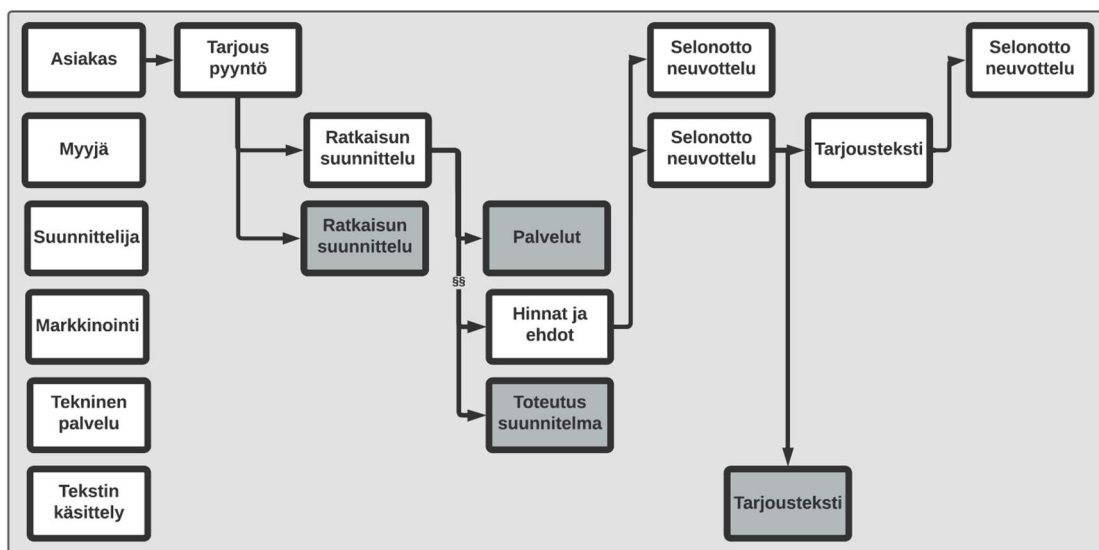 Asiakas
Tarjous
pyyntö
Selonotto
neuvottelu
Selonotto
neuvottelu
Myyjä
Ratkaisun
suunnittelu
Selonotto
neuvottelu
Tarjousteksti
Suunnittelija
Ratkaisun
suunnittelu
Palvelut
§§
Markkinointi
Hinnat ja
ehdot
Tekninen
palvelu
Toteutus
suunnitelma
Tekstin
käsittely
Tarjousteksti